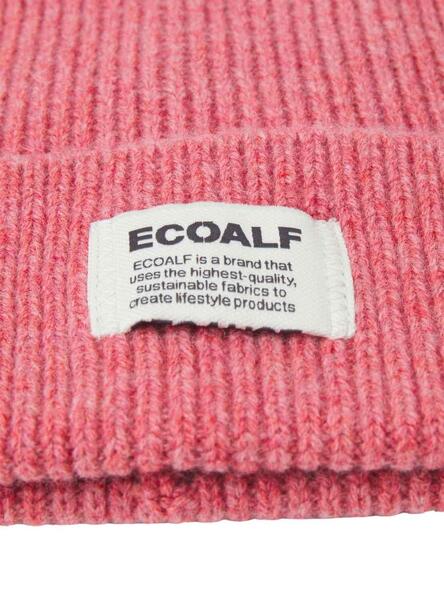 ECOALF
ECOALF is a brand that
uses the highest-quality,
sustainable fabrics to
create lifestyle products